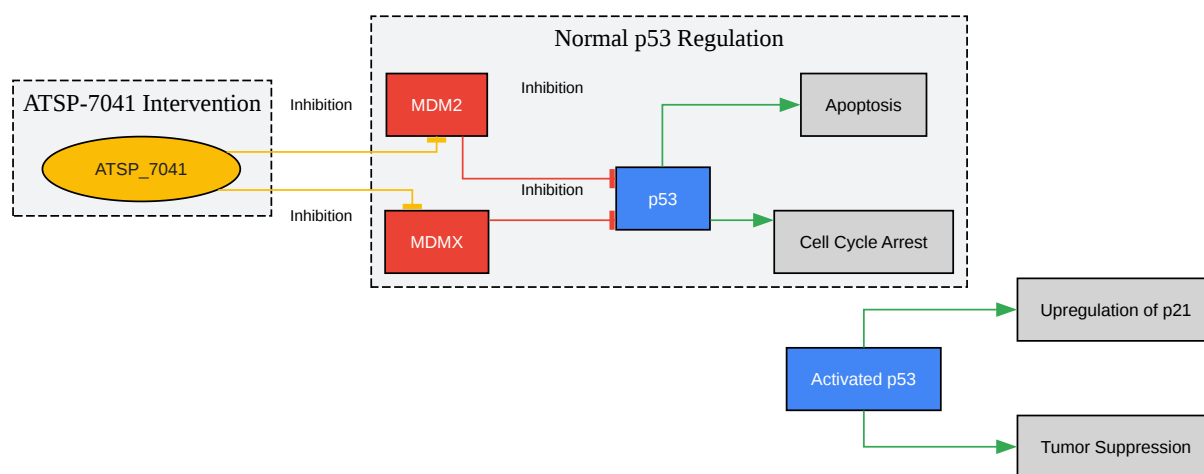 Normal p53 Regulation
ATSP-7041 Intervention
Inhibition
MDM2
Inhibition
Apoptosis
ATSP_7041
Inhibition
p53
Inhibition
MDMX
Cell Cycle Arrest
Upregulation of p21
Activated p53
Tumor Suppression